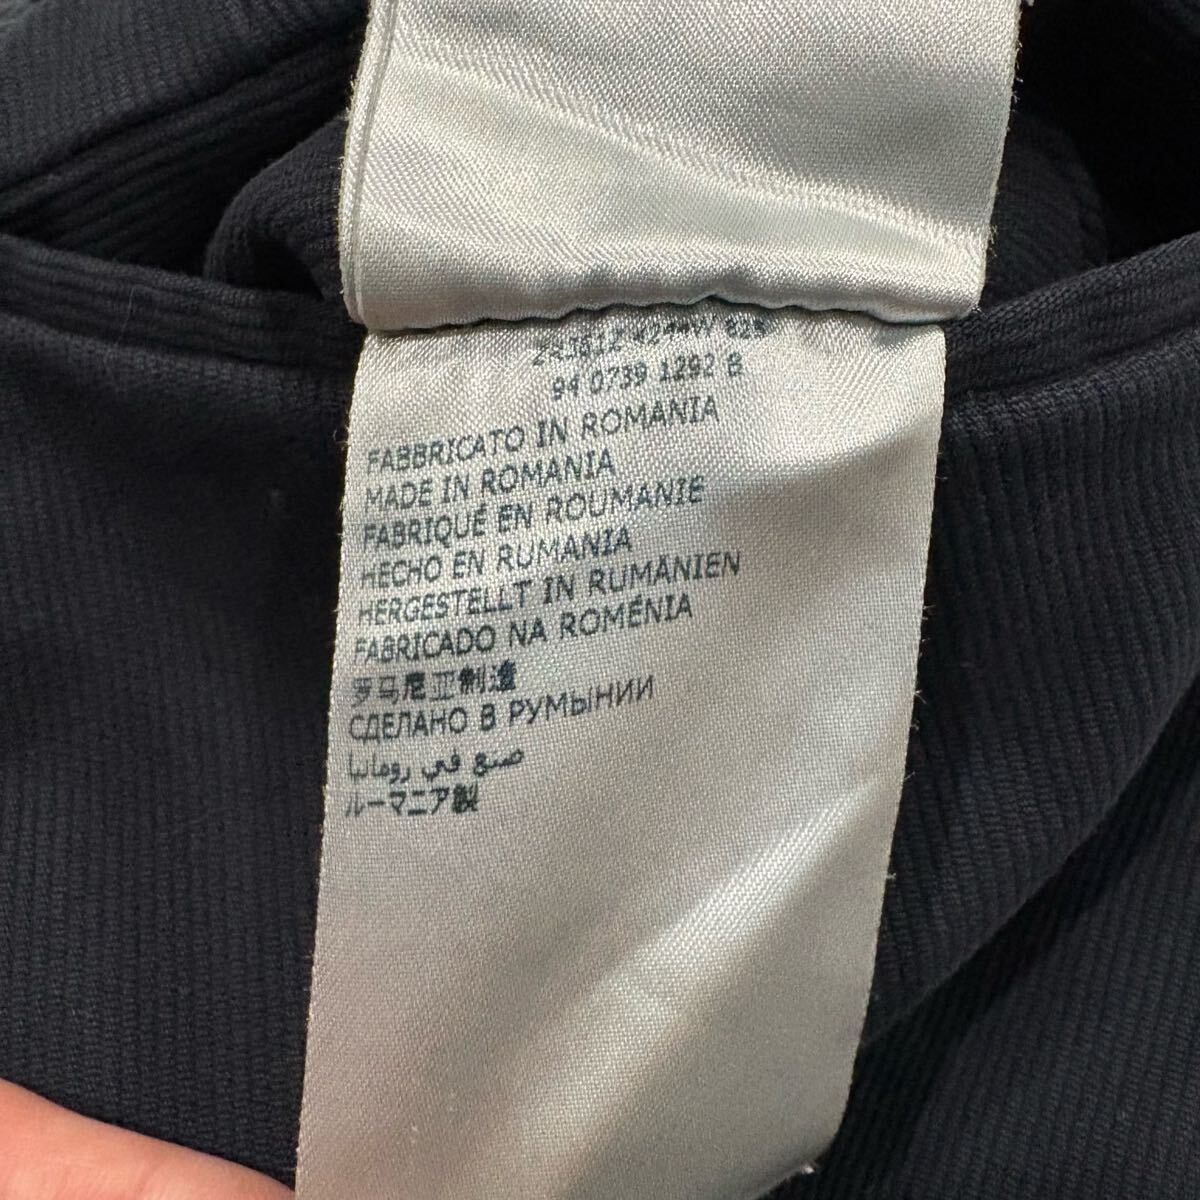 94 0739 1292 B
FABBRICATO IN ROMANIA
MADE IN ROMANIA
FABRIQUÉ EN ROUMANIE
HECHO EN RUMANIA
HERGESTELLT IN RUMÄNIEN
FABRICADO NA ROMÉNIA
罗马尼亚制造
СДЕЛАНО В РУМЫНИИ
صنع في رومانيا
ルーマニア製